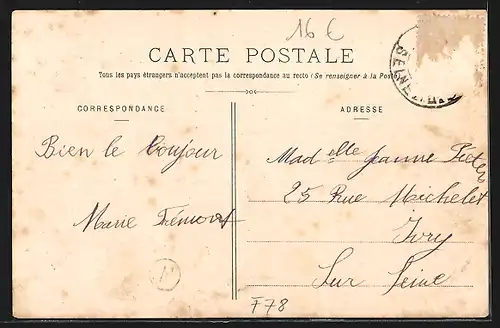 16 €
CARTE POSTALE
Tous les pays étrangers n'acceptent pas la correspondance au recto (Se renseigner à la Poste
CORRESPONDANCE
ADRESSE
Bien le Bonjour
Marie
Mad elle Jeanne
25 Rue Michelet
Ivry
Sur Seine
F78